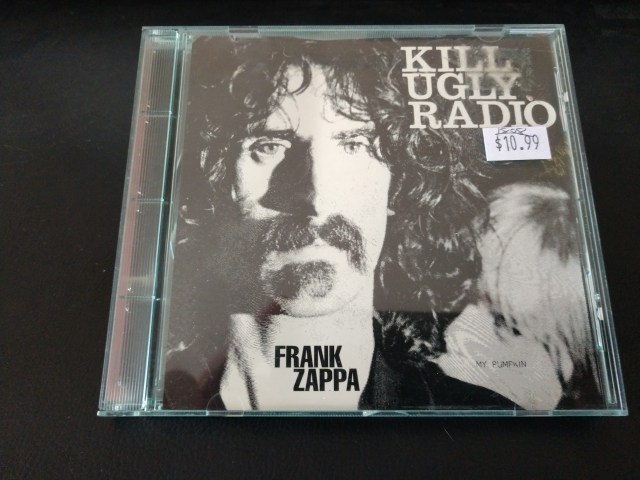 KILL
UGLY
RADIO
$10.99
FRANK
ZAPPA
MY PUMPKIN